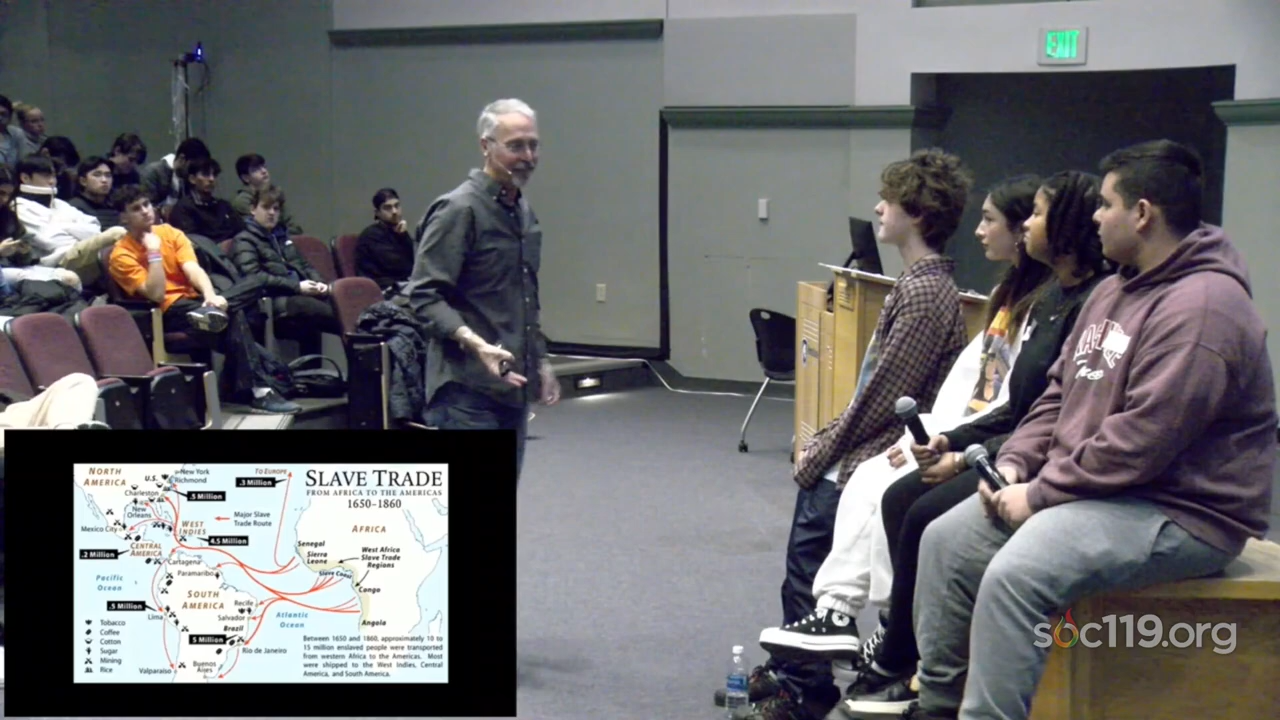 EXIT
soc119.org
SLAVE TRADE
FROM AFRICA TO THE AMERICAS
1650–1860
NORTH
AMERICA
U.S.
New York
Richmond
Charleston
.5 Million
New
Orleans
TO EUROPE
.3 Million
Major Slave
Trade Route
Mexico City
WEST
INDIES
4.5 Million
.2 Million
CENTRAL
AMERICA
Cartagena
Paramaribo
AFRICA
Senegal
Sierra
Leone
West Africa
Slave Trade
Regions
Slave Coast
Congo
Angola
Pacific
Ocean
SOUTH
AMERICA
Recife
Salvador
Brazil
.5 Million
Lima
5 Million
Rio de Janeiro
Atlantic
Ocean
Valparaiso
Buenos
Aires
Tobacco
Coffee
Cotton
Sugar
Mining
Rice
Between 1650 and 1860, approximately 10 to
15 million enslaved people were transported
from western Africa to the Americas. Most
were shipped to the West Indies, Central
America, and South America.